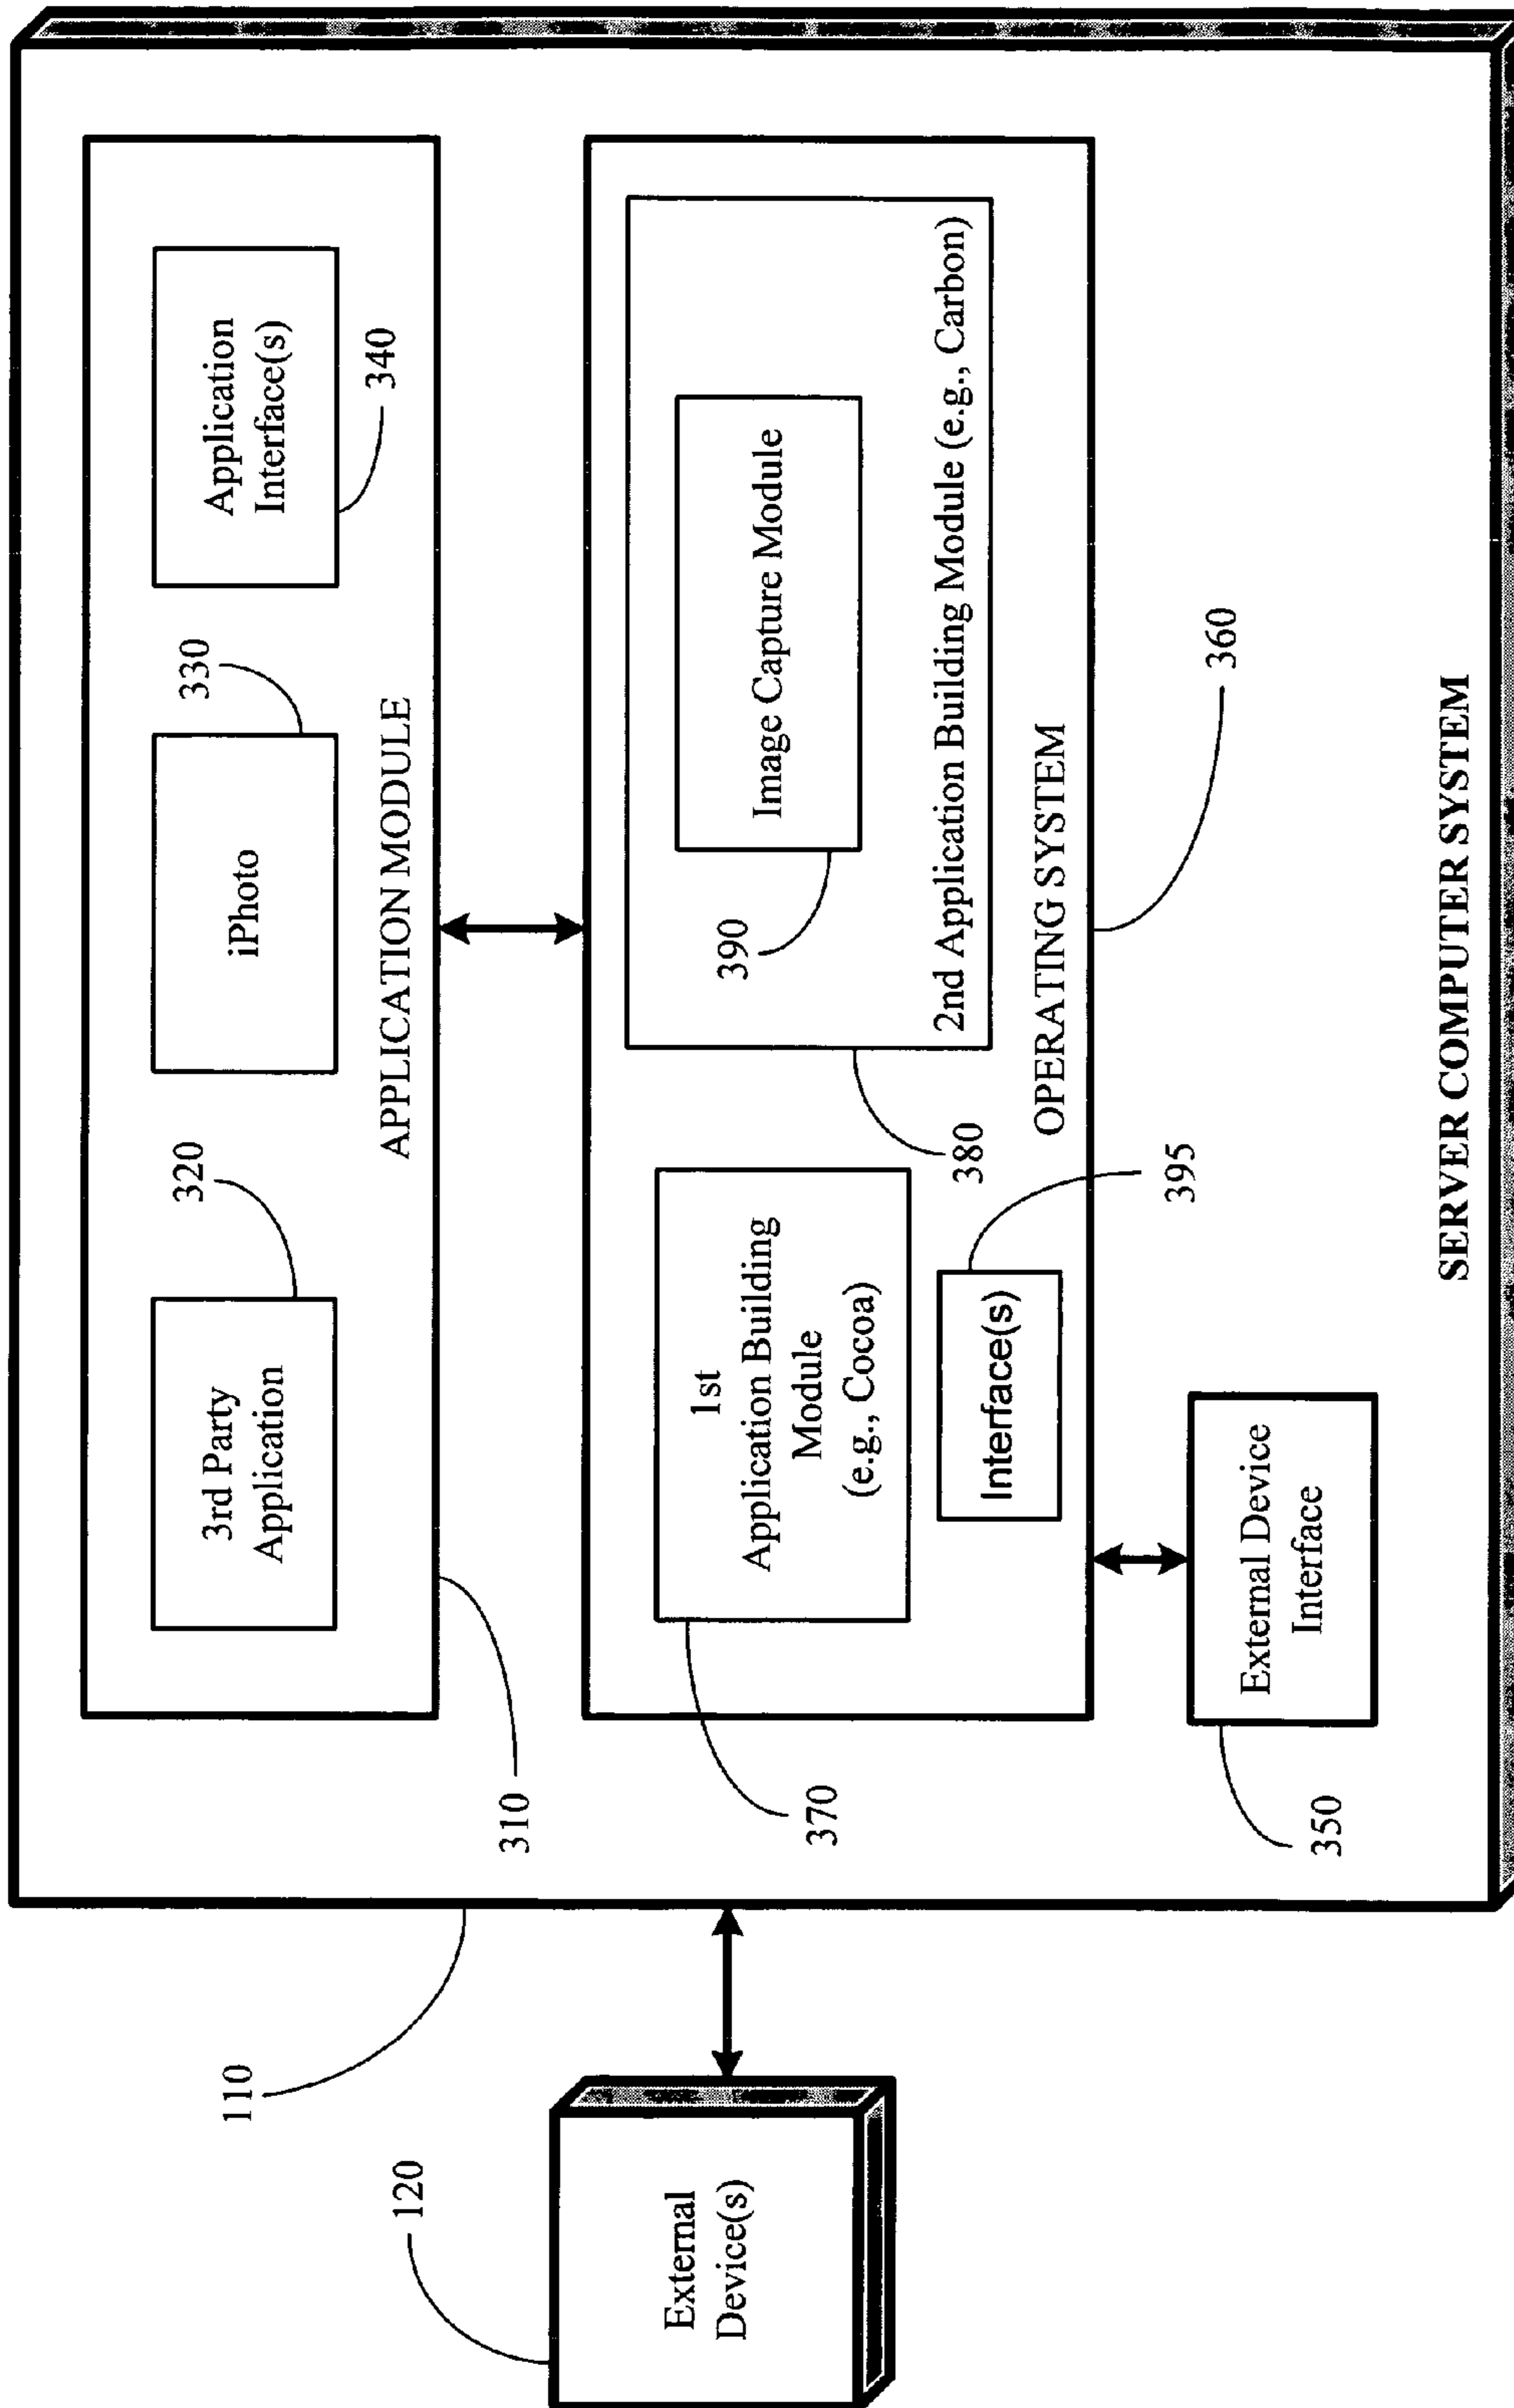 320
330
3rd Party
Application
iPhoto
Application
Interface(s)
340
APPLICATION MODULE
310
110
120
External
Device(s)
1st
Application Building
Module
(e.g., Cocoa)
370
390
Image Capture Module
2nd Application Building Module (e.g., Carbon)
380
Interface(s)
395
OPERATING SYSTEM
360
External Device
Interface
350
SERVER COMPUTER SYSTEM